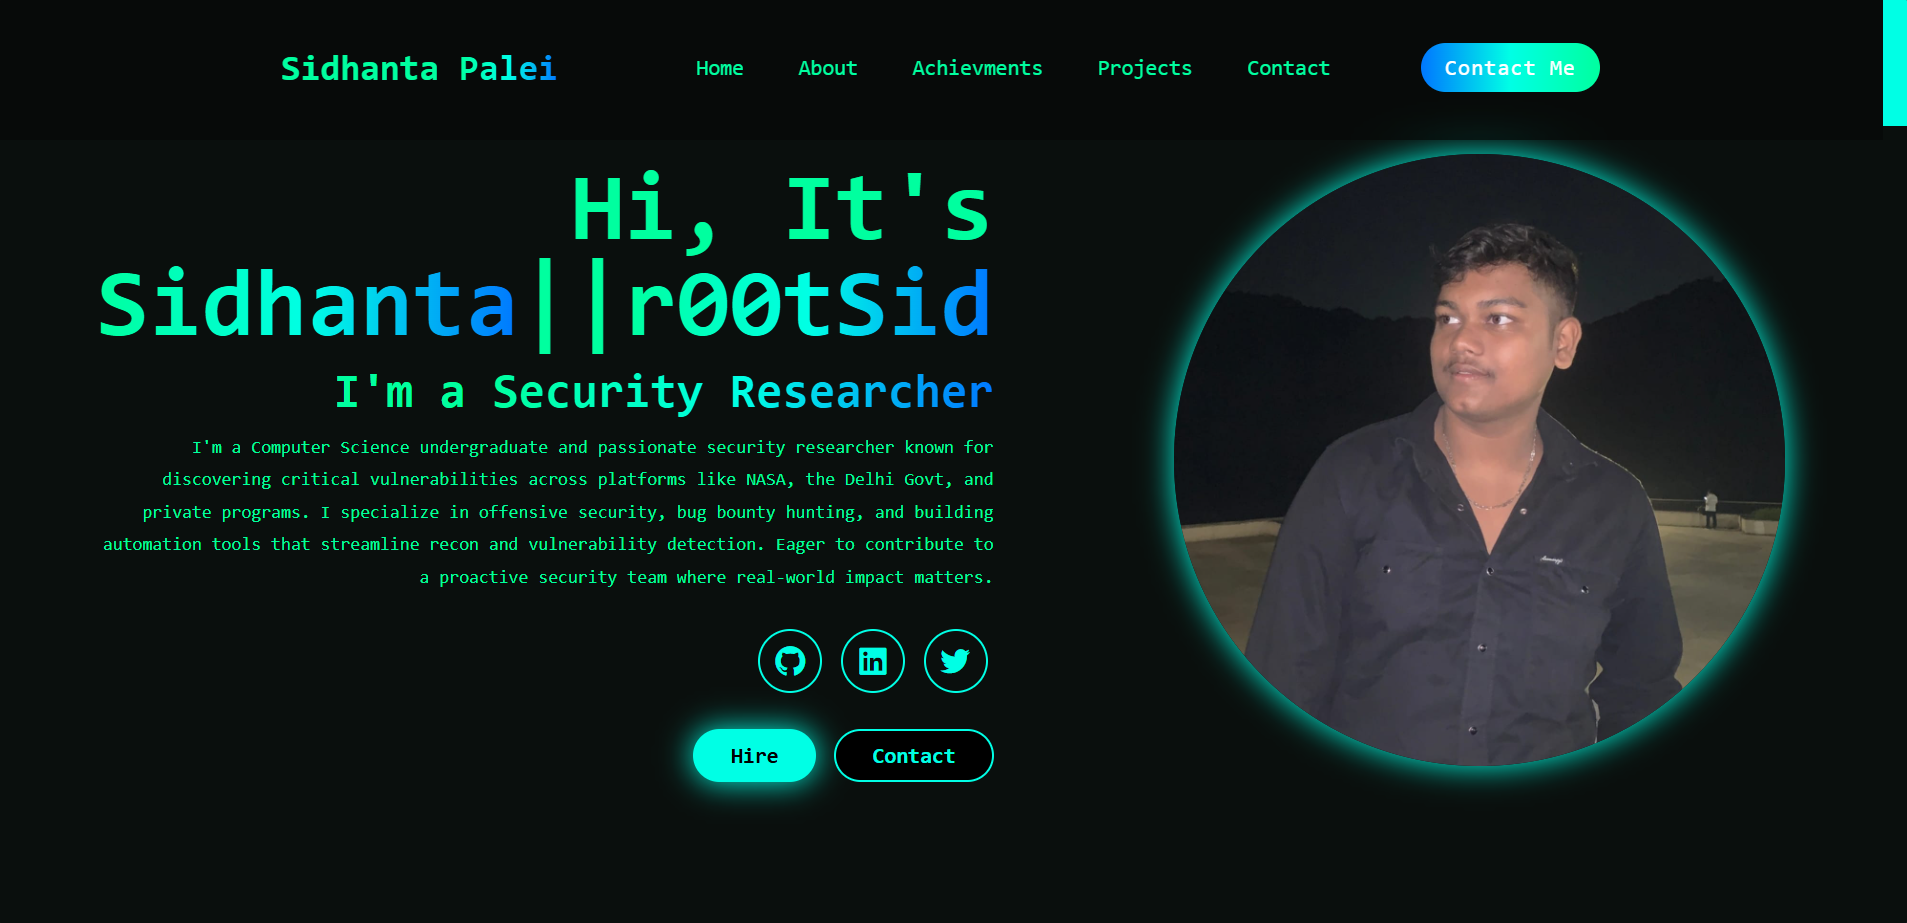 Sidhanta Palei
Home
About
Achievments
Projects
Contact
Contact Me
Hi, It's
Sidhanta||r00tSid
I'm a Security Researcher
I'm a Computer Science undergraduate and passionate security researcher known for
discovering critical vulnerabilities across platforms like NASA, the Delhi Govt, and
private programs. I specialize in offensive security, bug bounty hunting, and building
automation tools that streamline recon and vulnerability detection. Eager to contribute to
a proactive security team where real-world impact matters.
in
Hire
Contact